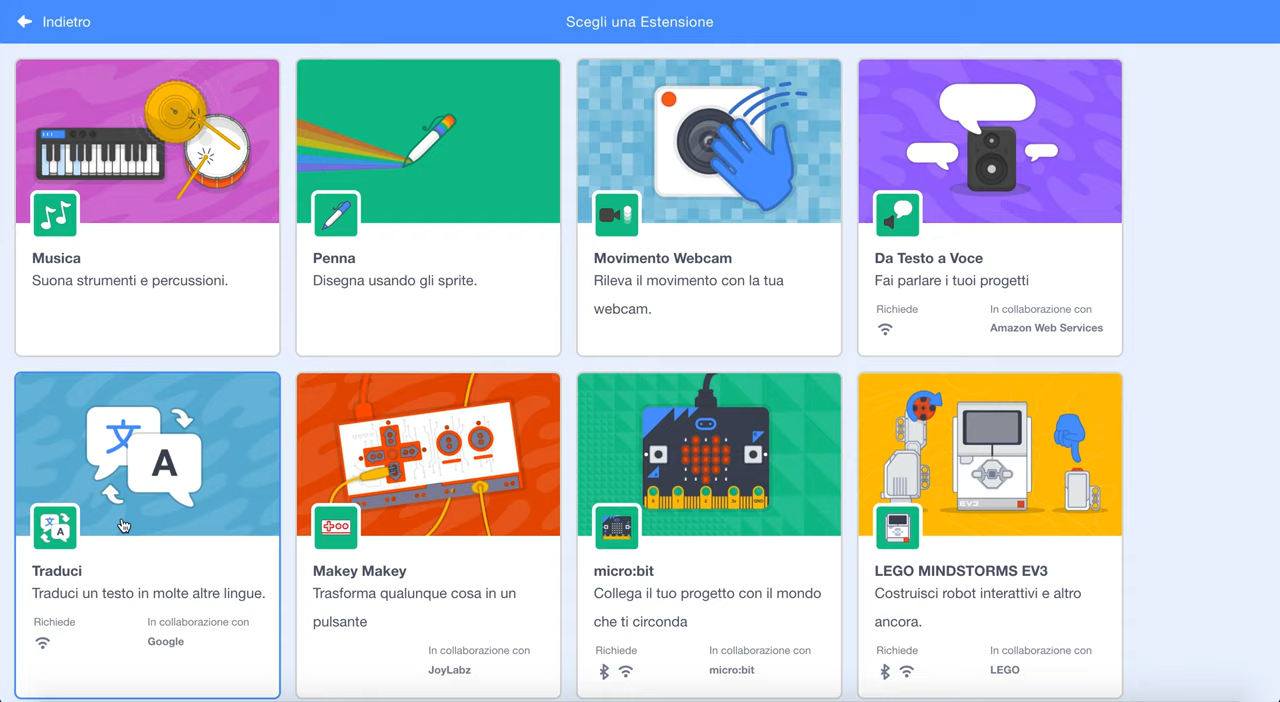 Indietro
Scegli una Estensione
Musica
Suona strumenti e percussioni.
Penna
Disegna usando gli sprite.
Movimento Webcam
Rileva il movimento con la tua
webcam.
Da Testo a Voce
Fai parlare i tuoi progetti
Richiede
In collaborazione con
Amazon Web Services
文
A
文
A
Traduci
Traduci un testo in molte altre lingue.
Richiede
In collaborazione con
Google
Makey Makey
Trasforma qualunque cosa in un
pulsante
In collaborazione con
JoyLabz
micro:bit
Collega il tuo progetto con il mondo
che ti circonda
Richiede
In collaborazione con
micro:bit
EV3
LEGO MINDSTORMS EV3
Costruisci robot interattivi e altro
ancora.
Richiede
In collaborazione con
LEGO